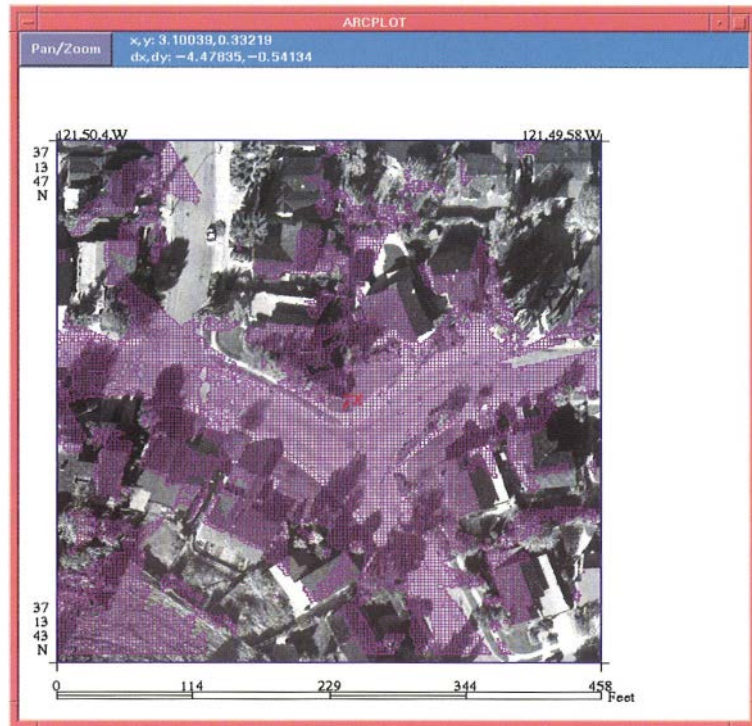 ARCPLOT
Pan/Zoom
x,y: 3.10039,0.33219
dx,dy: -4.47835,-0.54134
121.50.4.W
121.49.58.W
37
13
47
N
37
13
43
N
0 114 229 344 458
Feet